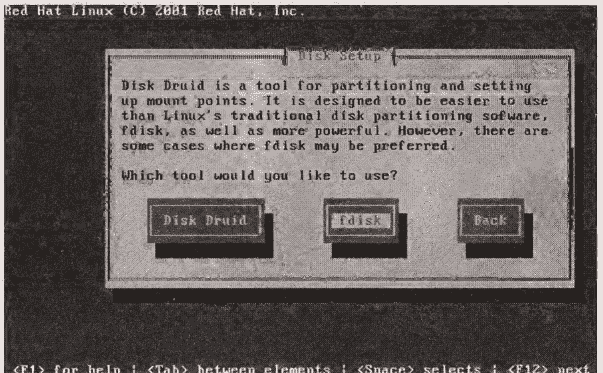 Red Hat Linux (C) 2001 Red Hat, Inc.
Disk Setup
Disk Druid is a tool for partitioning and setting
up mount points. It is designed to be easier to use
than Linux's traditional disk partitioning sofware,
fdisk, as well as more powerful. However, there are
some cases where fdisk may be preferred.
Which tool would you like to use?
Disk Druid fdisk Back
<F1> for help | <Tab> between elements | <Space> selects | <F12> next